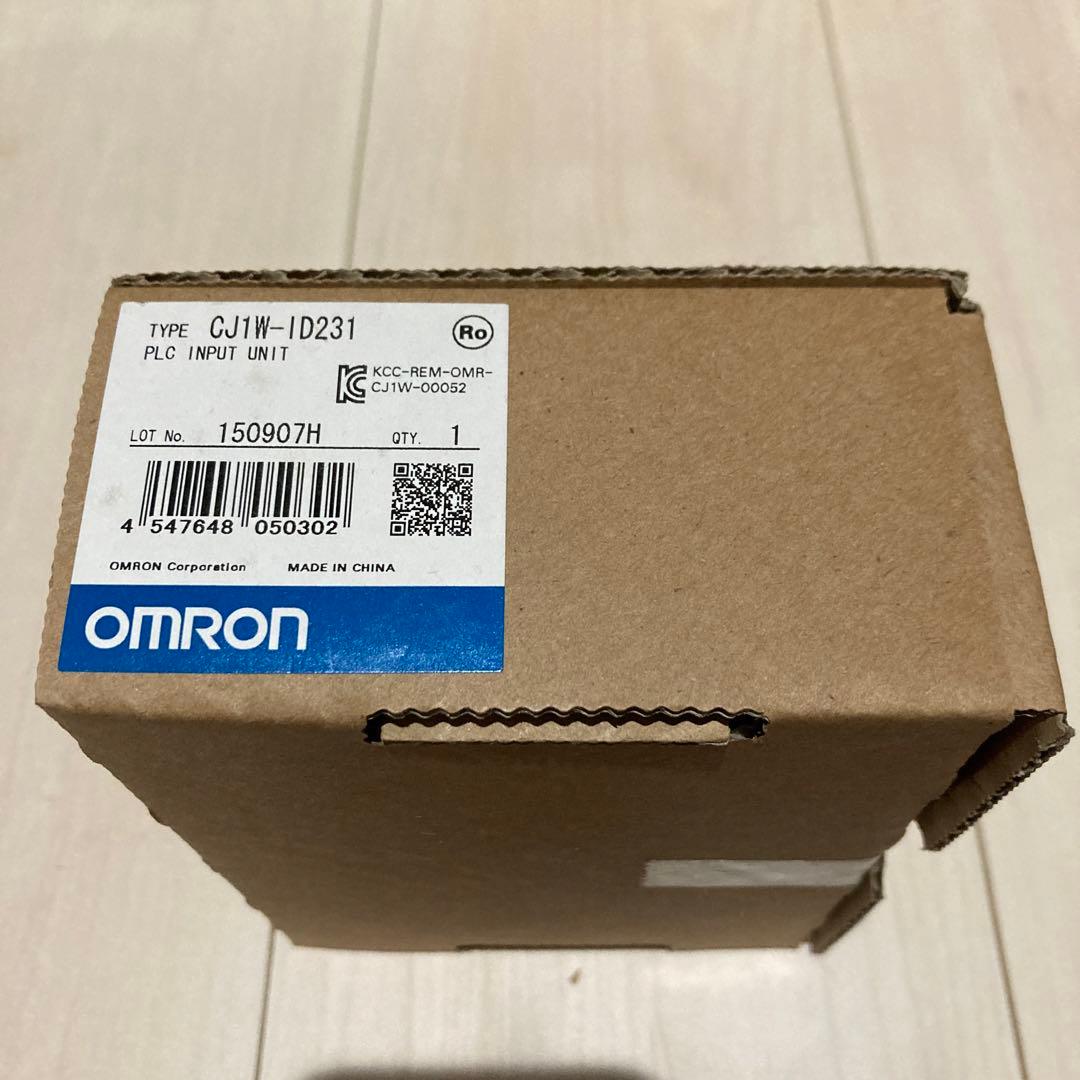 TYPE CJ1W-ID231 Ro
PLC INPUT UNIT
KCC-REM-OMR-
CJ1W-00052
LOT No. 150907H QTY. 1
4 547648 050302
OMRON Corporation MADE IN CHINA
OMRON